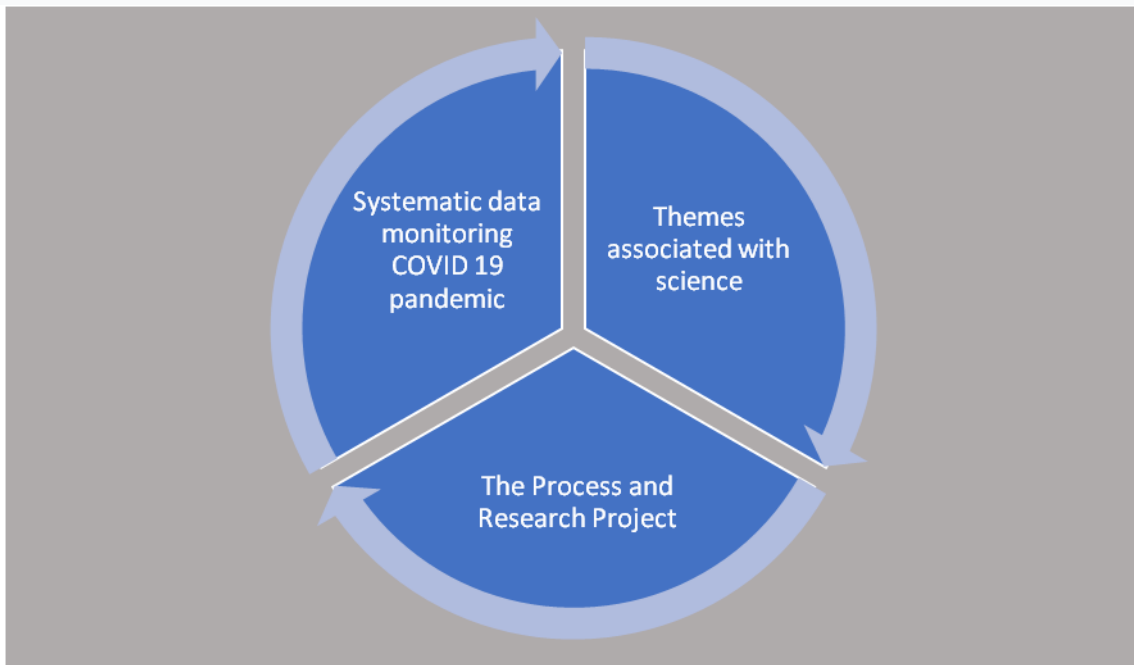 Systematic data
monitoring
COVID 19
pandemic
Themes
associated with
science
The Process and
Research Project